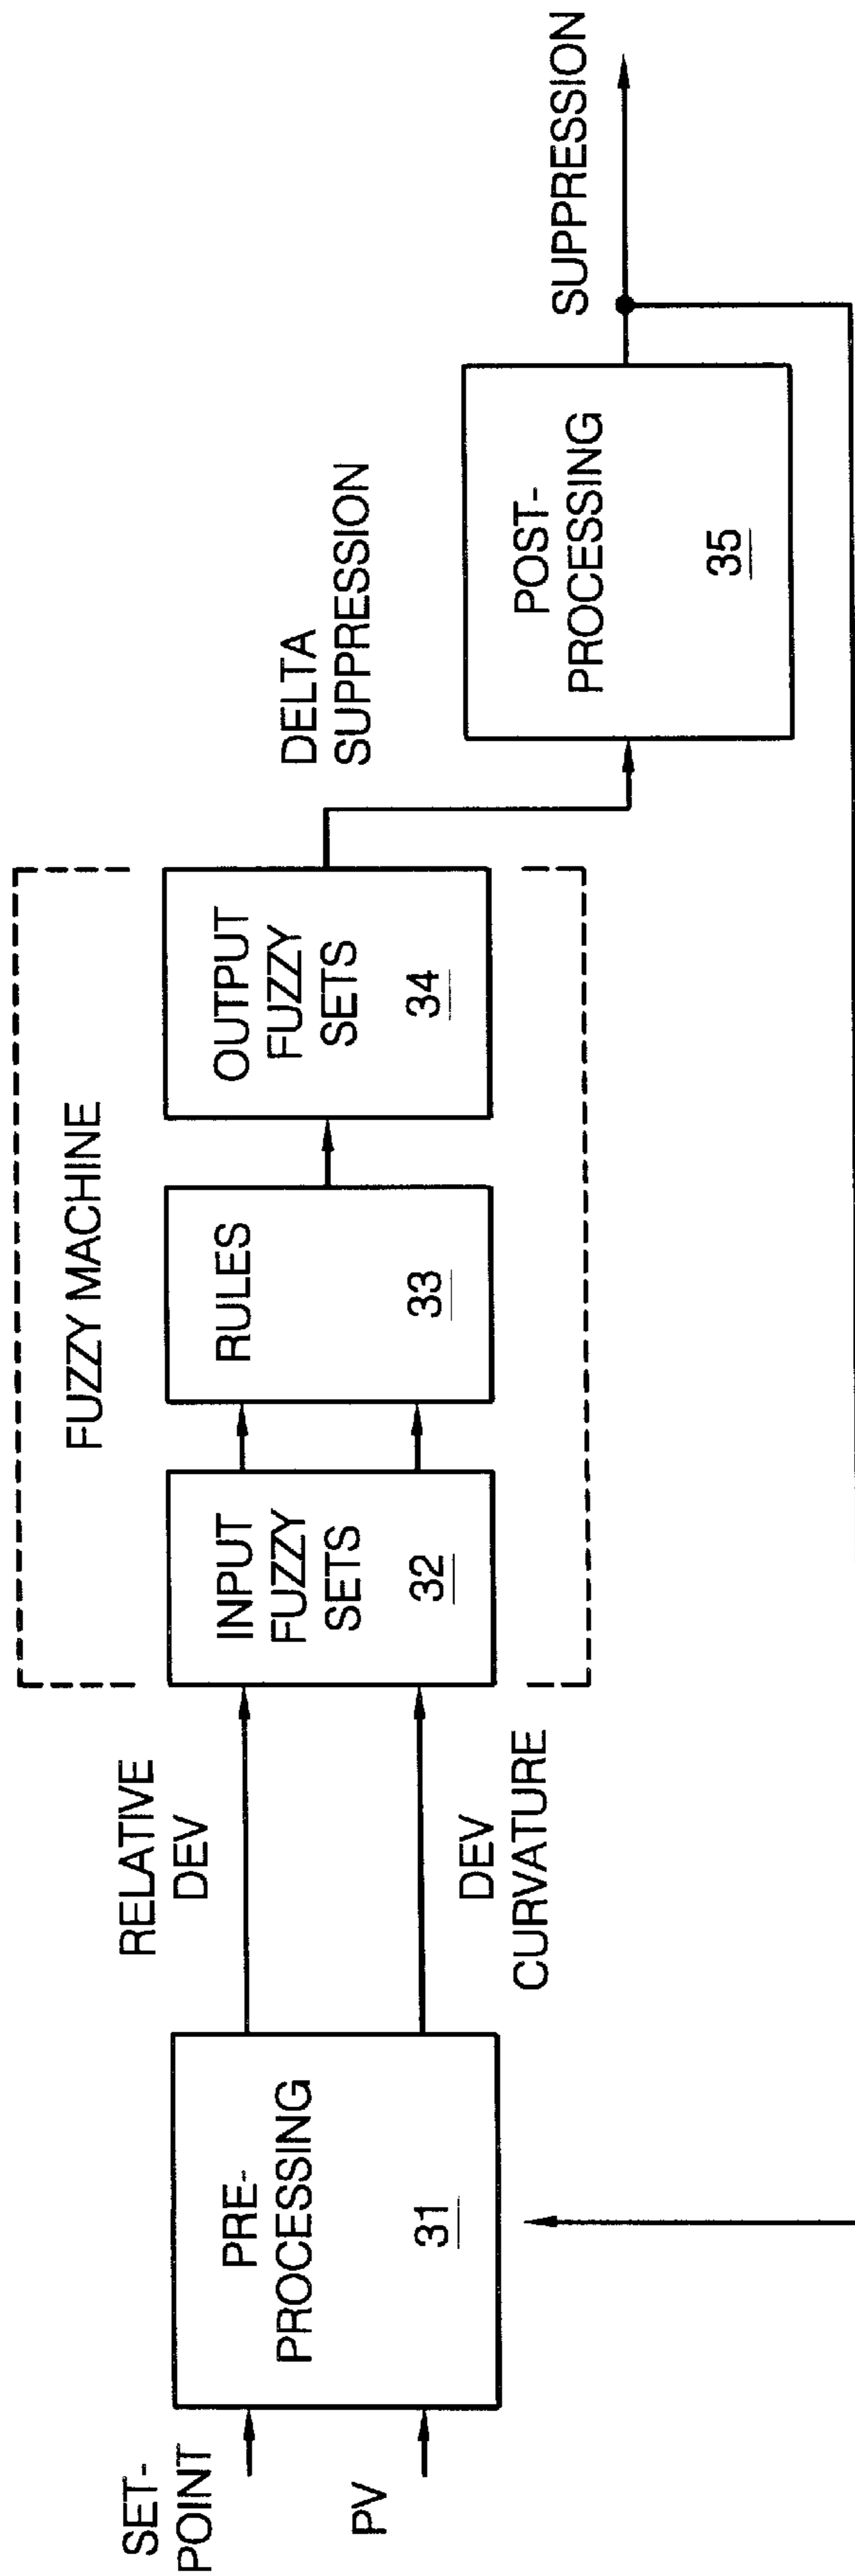 SET-
POINT
PV
PRE-
PROCESSING
31
RELATIVE
DEV
DEV
CURVATURE
FUZZY MACHINE
INPUT
FUZZY
SETS
32
RULES
33
OUTPUT
FUZZY
SETS
34
DELTA
SUPPRESSION
POST-
PROCESSING
35
SUPPRESSION